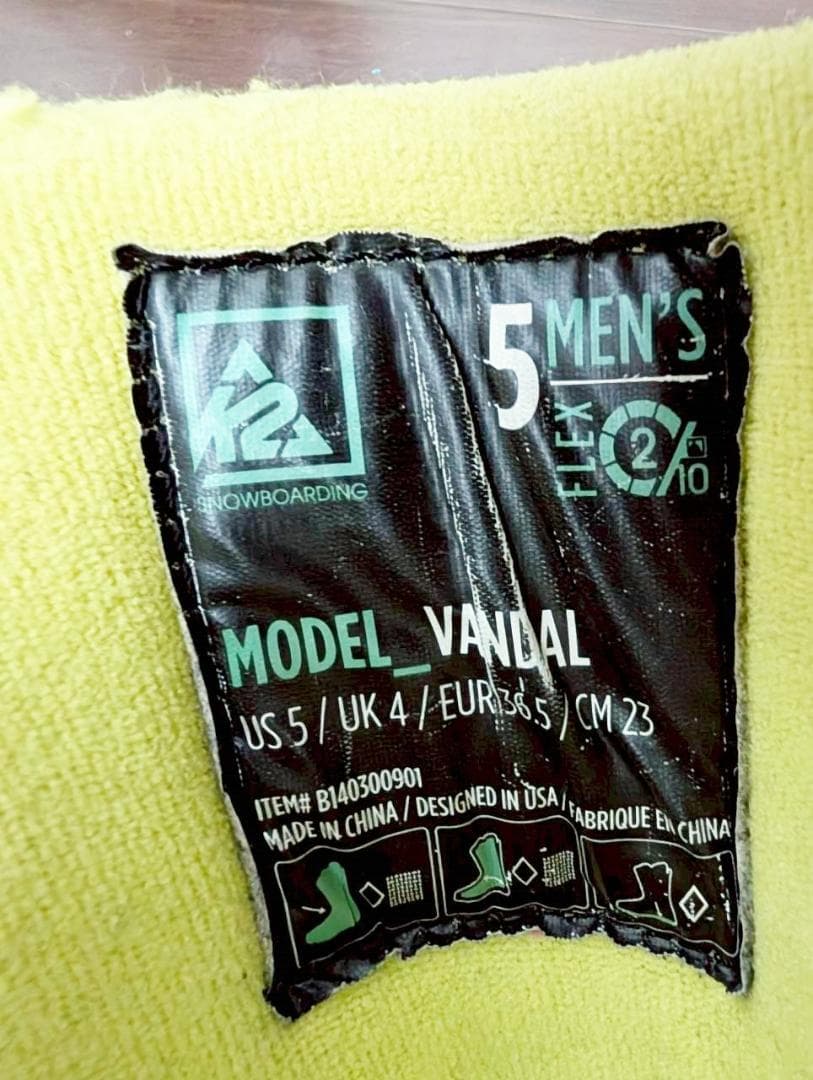 K2
SNOWBOARDING
5 MEN'S
FLEX 2/10
MODEL_VANDAL
US 5 / UK 4 / EUR 36.5 / CM 23
ITEM# B140300901
MADE IN CHINA / DESIGNED IN USA / FABRIQUE EN CHINA